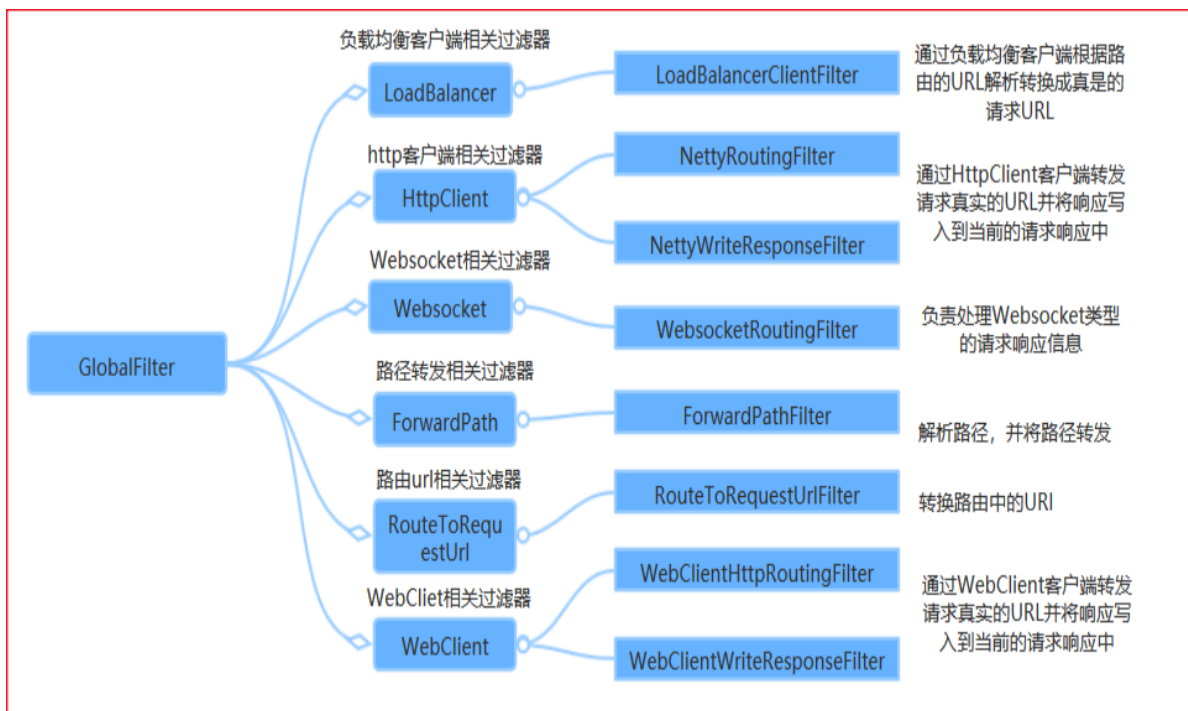 负载均衡客户端相关过滤器
LoadBalancer
LoadBalancerClientFilter
通过负载均衡客户端根据路
由的URL解析转换成真是的
请求URL
http客户端相关过滤器
HttpClient
NettyRoutingFilter
NettyWriteResponseFilter
通过HttpClient客户端转发
请求真实的URL并将响应写
入到当前的请求响应中
Websocket相关过滤器
Websocket
WebsocketRoutingFilter
负责处理Websocket类型
的请求响应信息
GlobalFilter
路径转发相关过滤器
ForwardPath
ForwardPathFilter
解析路径，并将路径转发
路由url相关过滤器
RouteToRequ
estUrl
RouteToRequestUrlFilter
转换路由中的URI
WebCliet相关过滤器
WebClient
WebClientHttpRoutingFilter
WebClientWriteResponseFilter
通过WebClient客户端转发
请求真实的URL并将响应写
入到当前的请求响应中